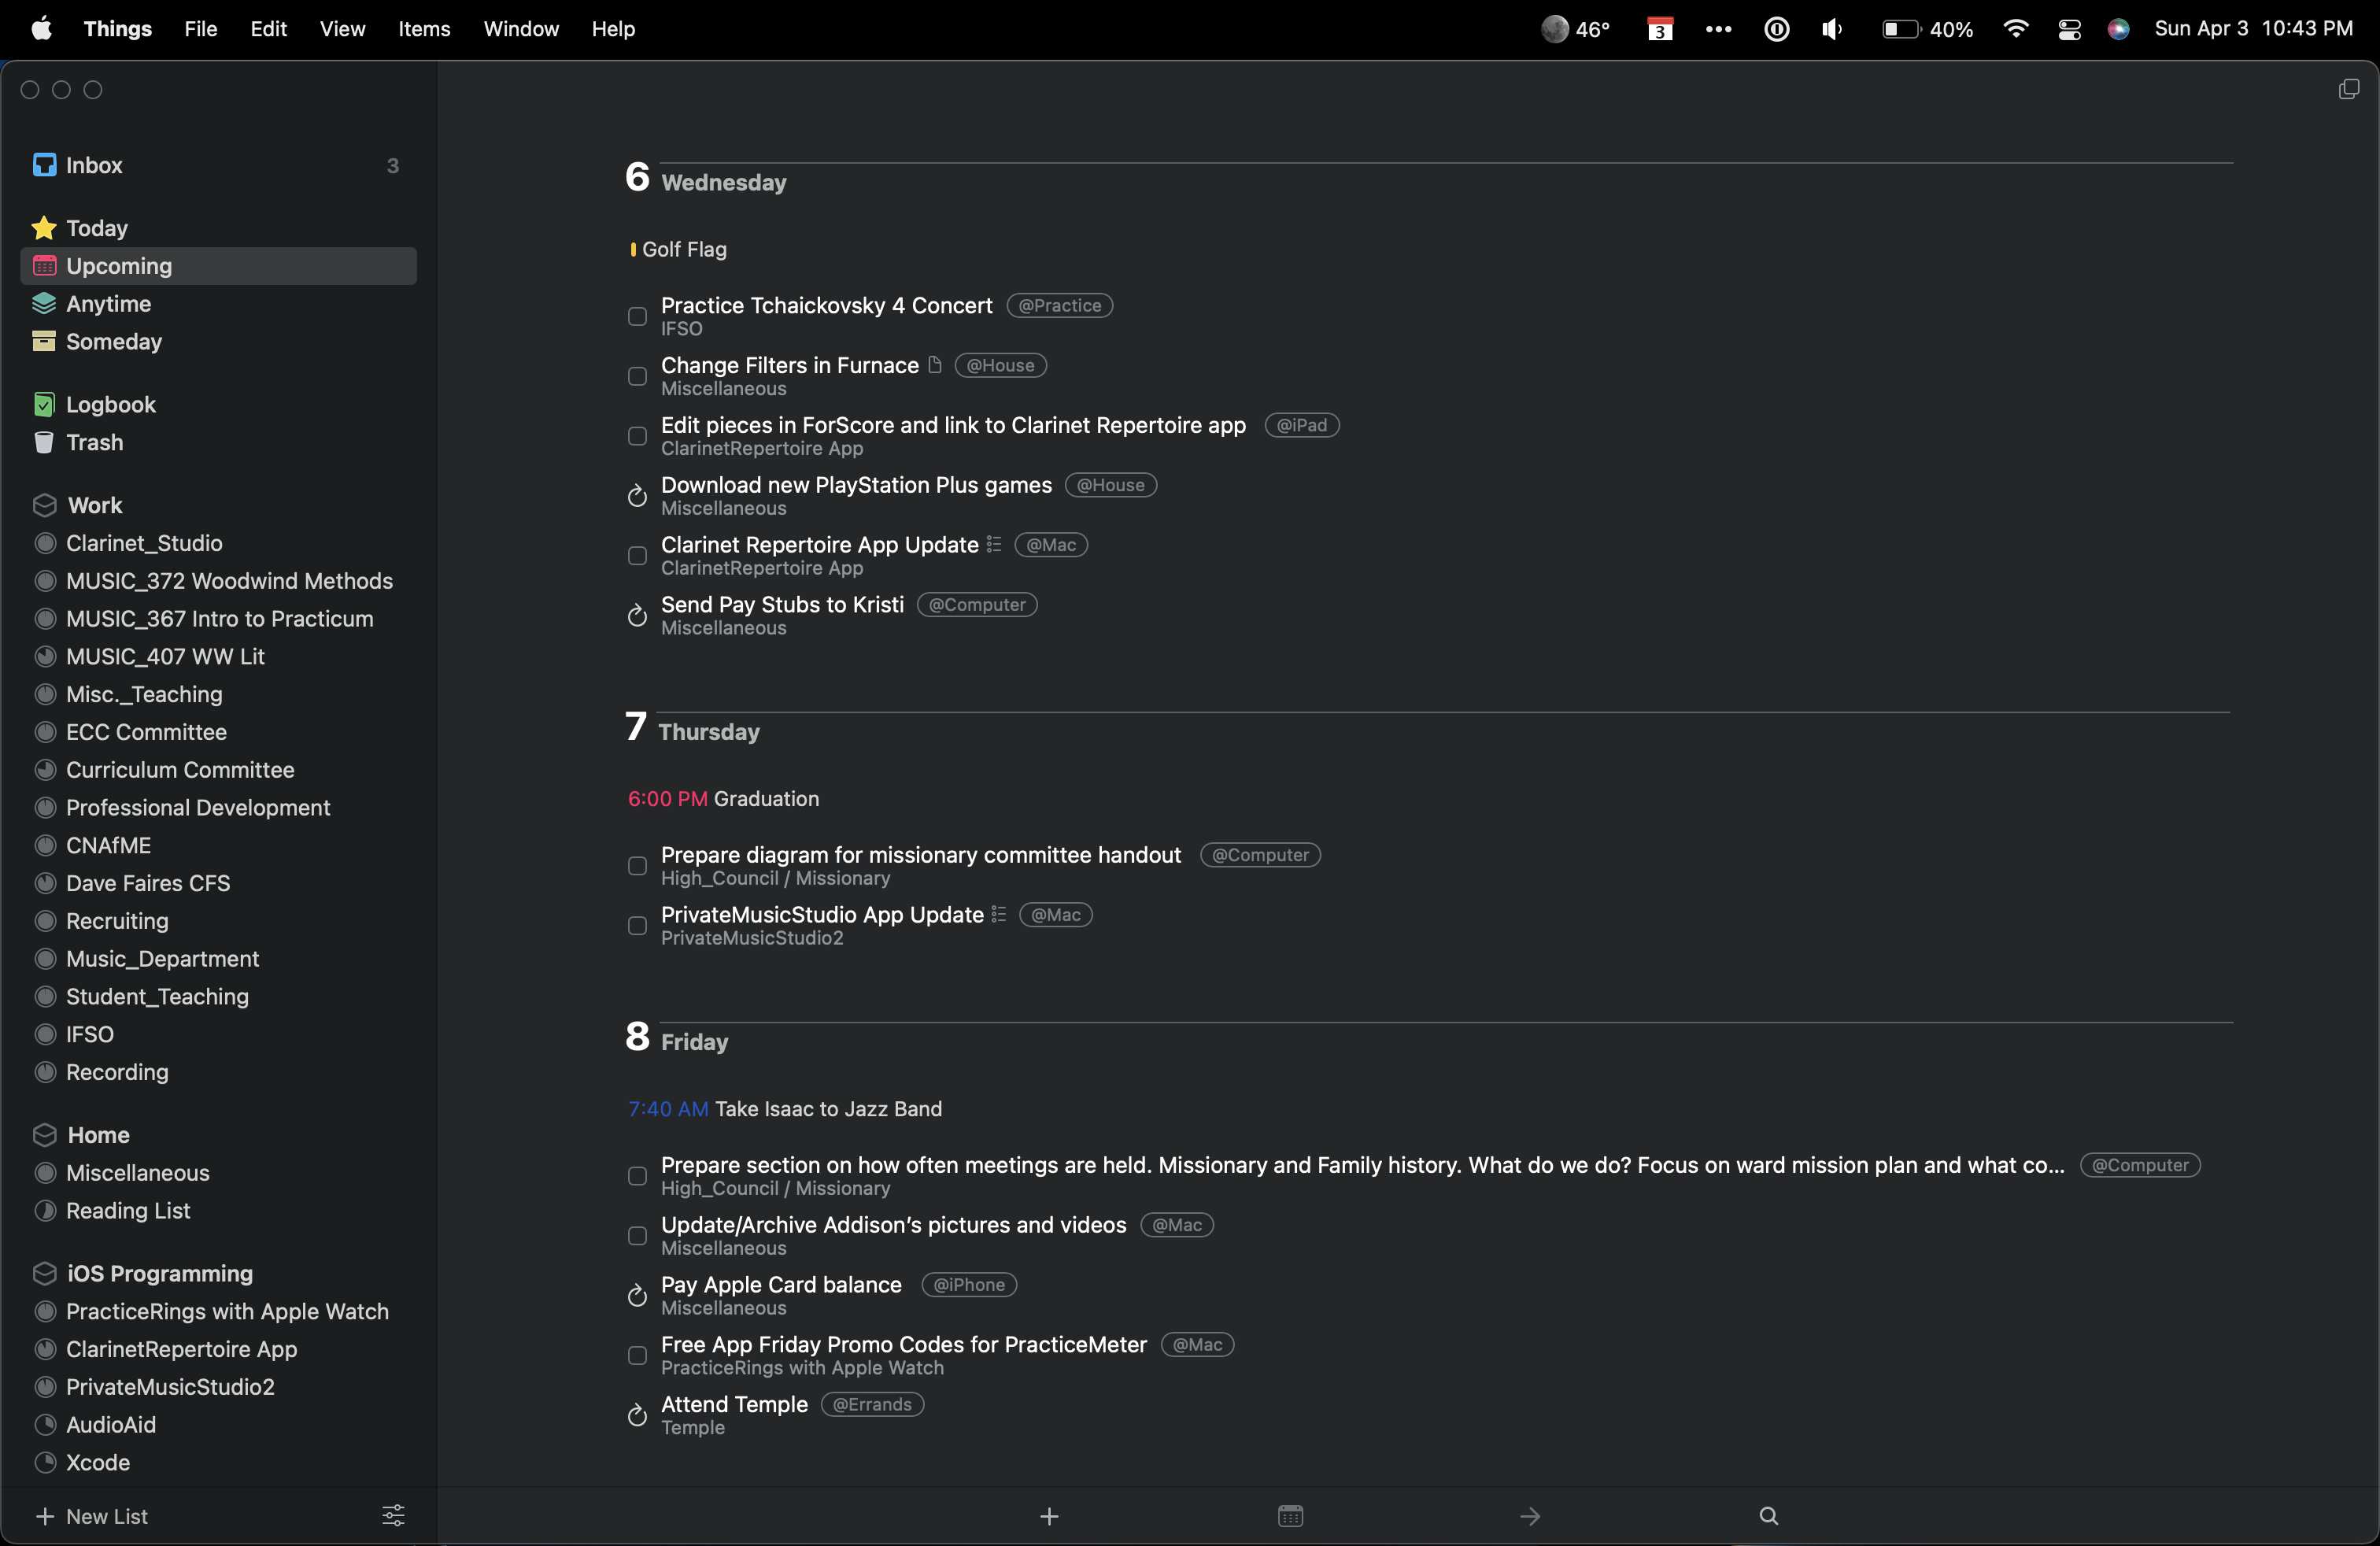 Things File Edit View Items Window Help 46° 3 40% Sun Apr 3 10:43 PM
Inbox 3
Today
Upcoming
Anytime
Someday
Logbook
Trash
Work
Clarinet_Studio
MUSIC_372 Woodwind Methods
MUSIC_367 Intro to Practicum
MUSIC_407 WW Lit
Misc._Teaching
ECC Committee
Curriculum Committee
Professional Development
CNAfME
Dave Faires CFS
Recruiting
Music_Department
Student_Teaching
IFSO
Recording
Home
Miscellaneous
Reading List
iOS Programming
PracticeRings with Apple Watch
ClarinetRepertoire App
PrivateMusicStudio2
AudioAid
Xcode
New List
6 Wednesday
Golf Flag
Practice Tchaickovsky 4 Concert @Practice
IFSO
Change Filters in Furnace @House
Miscellaneous
Edit pieces in ForScore and link to Clarinet Repertoire app @iPad
ClarinetRepertoire App
Download new PlayStation Plus games @House
Miscellaneous
Clarinet Repertoire App Update @Mac
ClarinetRepertoire App
Send Pay Stubs to Kristi @Computer
Miscellaneous
7 Thursday
6:00 PM Graduation
Prepare diagram for missionary committee handout @Computer
High_Council / Missionary
PrivateMusicStudio App Update @Mac
PrivateMusicStudio2
8 Friday
7:40 AM Take Isaac to Jazz Band
Prepare section on how often meetings are held. Missionary and Family history. What do we do? Focus on ward mission plan and what co... @Computer
High_Council / Missionary
Update/Archive Addison’s pictures and videos @Mac
Miscellaneous
Pay Apple Card balance @iPhone
Miscellaneous
Free App Friday Promo Codes for PracticeMeter @Mac
PracticeRings with Apple Watch
Attend Temple @Errands
Temple